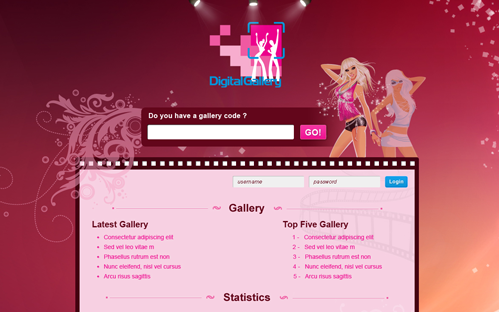 DigitalGallery
Do you have a gallery code ?
GO!
username password Login
Gallery
Latest Gallery
• Consectetur adipiscing elit
• Sed vel leo vitae m
• Phasellus rutrum est non
• Nunc eleifend, nisl vel cursus
• Arcu risus sagittis
Top Five Gallery
1 - Consectetur adipiscing elit
2 - Sed vel leo vitae m
3 - Phasellus rutrum est non
4 - Nunc eleifend, nisl vel cursus
5 - Arcu risus sagittis
Statistics